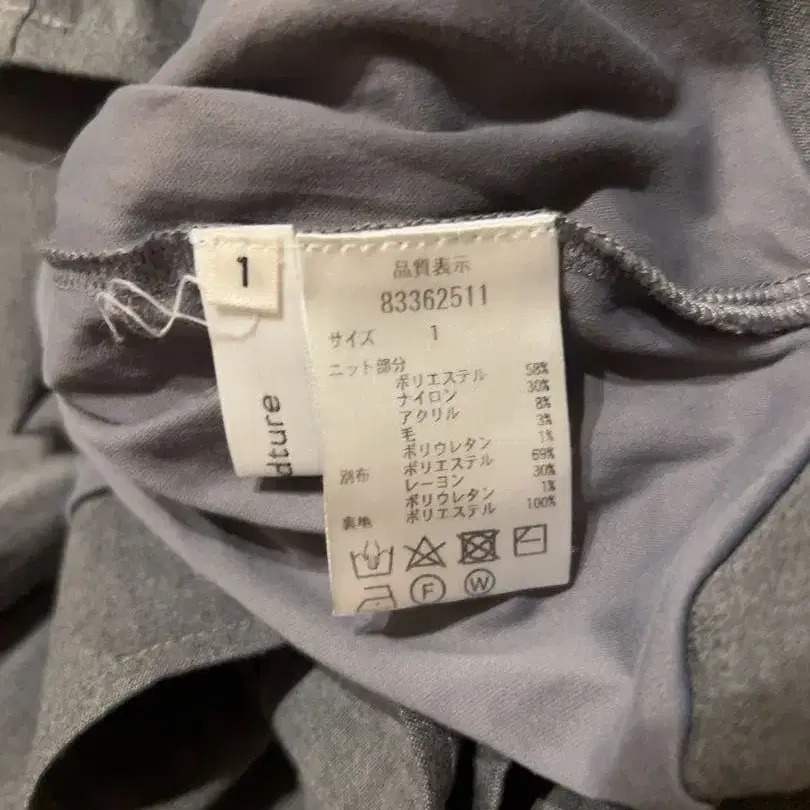 1
dture
品質表示
83362511
サイズ 1
ニット部分
ポリエステル 58%
ナイロン 30%
アクリル 8%
毛 3%
ポリウレタン 1%
別布 ポリエステル 69%
レーヨン 30%
ポリウレタン 1%
裏地 ポリエステル 100%
F W